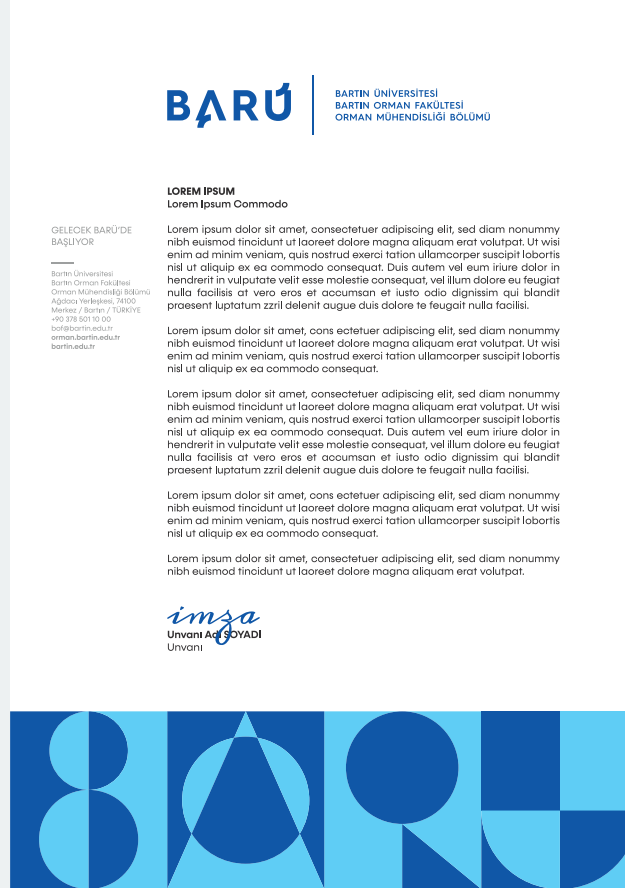 BARÜ
BARTIN ÜNİVERSİTESİ
BARTIN ORMAN FAKÜLTESİ
ORMAN MÜHENDİSLİĞİ BÖLÜMÜ
LOREM IPSUM
Lorem Ipsum Commodo
GELECEK BARÜ'DE
BAŞLIYOR
Bartın Üniversitesi
Bartın Orman Fakültesi
Orman Mühendisliği Bölümü
Ağdacı Yerleşkesi, 74100
Merkez / Bartın / TÜRKİYE
+90 378 501 10 00
bof@bartin.edu.tr
orman.bartin.edu.tr
bartin.edu.tr
Lorem ipsum dolor sit amet, consectetuer adipiscing elit, sed diam nonummy
nibh euismod tincidunt ut laoreet dolore magna aliquam erat volutpat. Ut wisi
enim ad minim veniam, quis nostrud exerci tation ullamcorper suscipit lobortis
nisl ut aliquip ex ea commodo consequat. Duis autem vel eum iriure dolor in
hendrerit in vulputate velit esse molestie consequat, vel illum dolore eu feugiat
nulla facilisis at vero eros et accumsan et iusto odio dignissim qui blandit
praesent luptatum zzril delenit augue duis dolore te feugait nulla facilisi.
Lorem ipsum dolor sit amet, cons ectetuer adipiscing elit, sed diam nonummy
nibh euismod tincidunt ut laoreet dolore magna aliquam erat volutpat. Ut wisi
enim ad minim veniam, quis nostrud exerci tation ullamcorper suscipit lobortis
nisl ut aliquip ex ea commodo consequat.
Lorem ipsum dolor sit amet, consectetuer adipiscing elit, sed diam nonummy
nibh euismod tincidunt ut laoreet dolore magna aliquam erat volutpat. Ut wisi
enim ad minim veniam, quis nostrud exerci tation ullamcorper suscipit lobortis
nisl ut aliquip ex ea commodo consequat. Duis autem vel eum iriure dolor in
hendrerit in vulputate velit esse molestie consequat, vel illum dolore eu feugiat
nulla facilisis at vero eros et accumsan et iusto odio dignissim qui blandit
praesent luptatum zzril delenit augue duis dolore te feugait nulla facilisi.
Lorem ipsum dolor sit amet, cons ectetuer adipiscing elit, sed diam nonummy
nibh euismod tincidunt ut laoreet dolore magna aliquam erat volutpat. Ut wisi
enim ad minim veniam, quis nostrud exerci tation ullamcorper suscipit lobortis
nisl ut aliquip ex ea commodo consequat.
Lorem ipsum dolor sit amet, consectetuer adipiscing elit, sed diam nonummy
nibh euismod tincidunt ut laoreet dolore magna aliquam erat volutpat.
imza
Unvanı Adı SOYADI
Unvanı
BARU